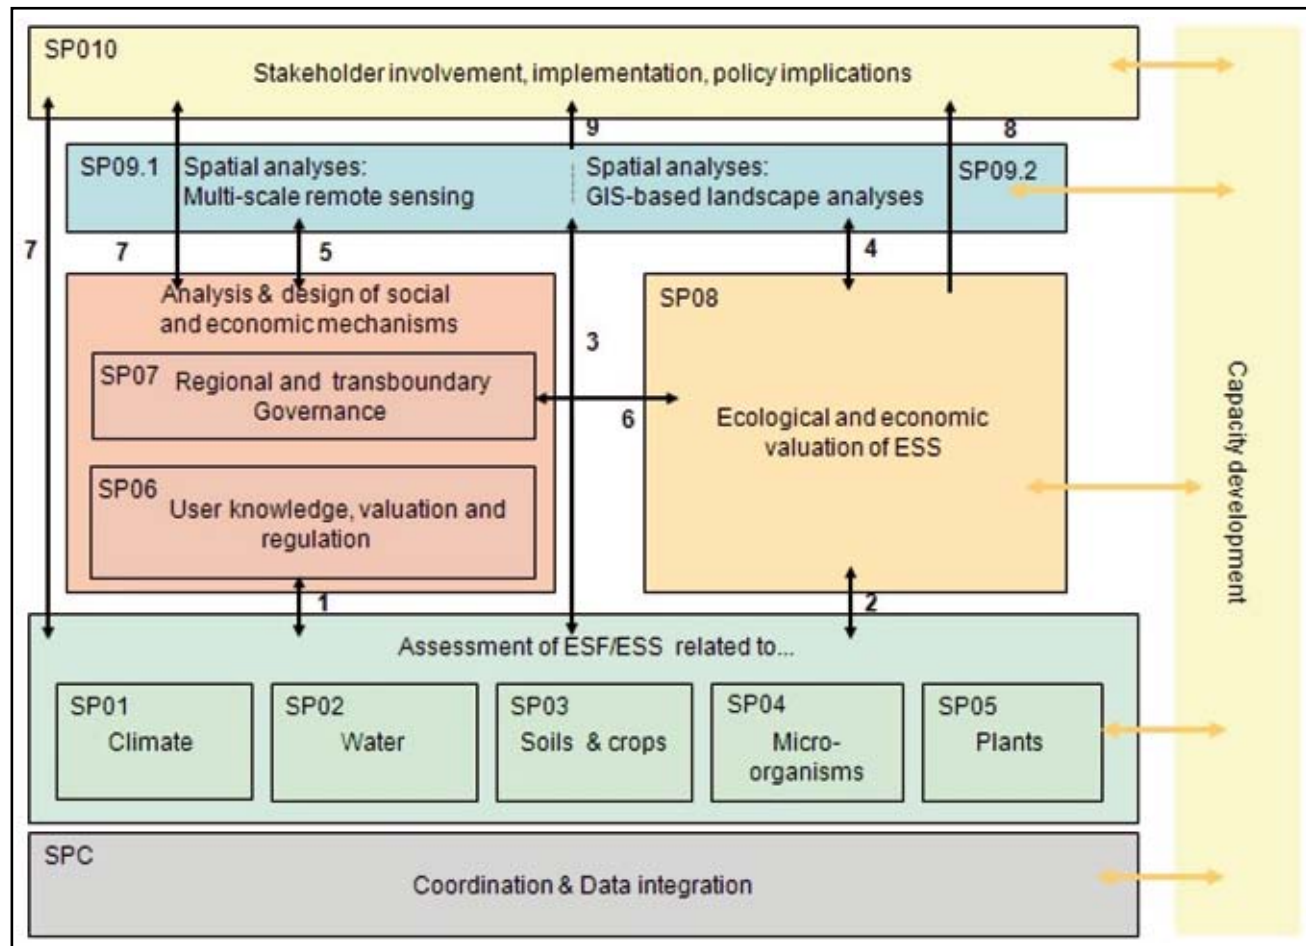 SP010
Stakeholder involvement, implementation, policy implications
9
8
SP09.1
Spatial analyses:
Multi-scale remote sensing
Spatial analyses:
GIS-based landscape analyses
SP09.2
7
7
5
4
Analysis & design of social
and economic mechanisms
SP07
Regional and transboundary
Governance
SP06
User knowledge, valuation and
regulation
3
6
SP08
Ecological and economic
valuation of ESS
1
2
Assessment of ESF/ESS related to...
SP01
Climate
SP02
Water
SP03
Soils & crops
SP04
Micro-
organisms
SP05
Plants
SPC
Coordination & Data integration
Capacity development